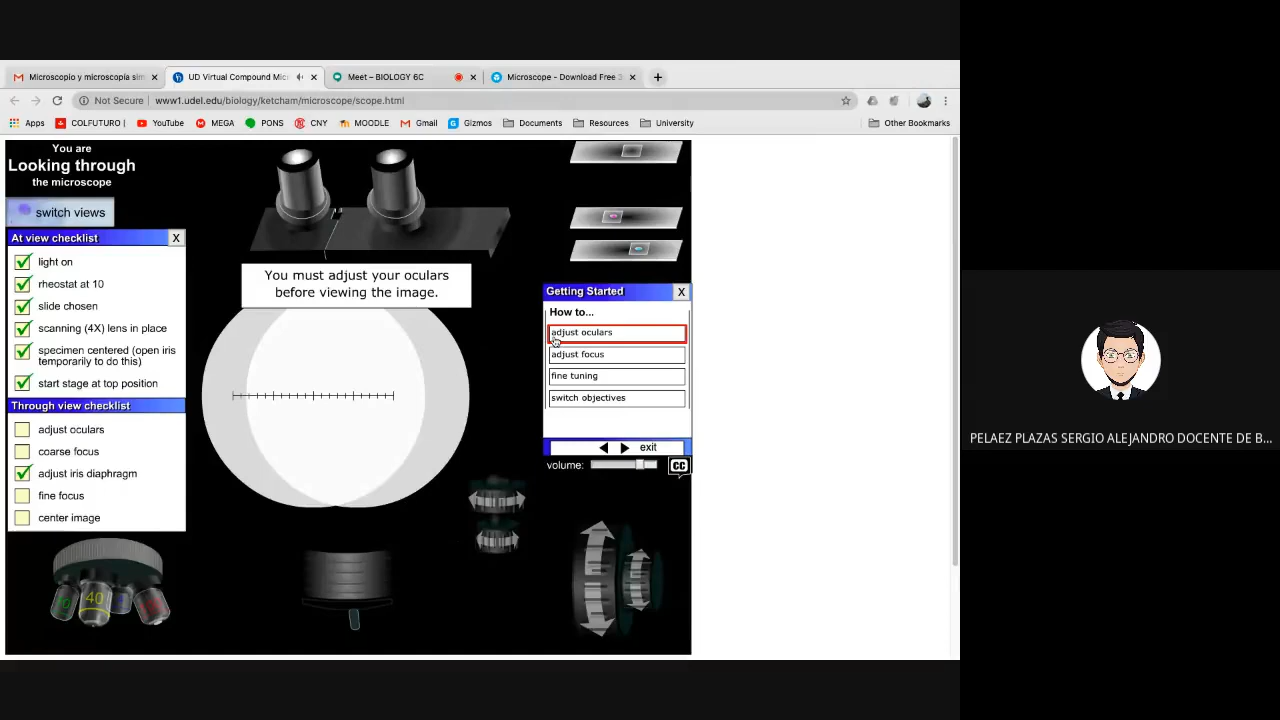 Microscopio y microscopía sim
UD Virtual Compound Micr
Meet – BIOLOGY 6C
Microscope - Download Free 3
Not Secure
www1.udel.edu/biology/ketcham/microscope/scope.html
Apps
COLFUTURO |
YouTube
MEGA
PONS
CNY
MOODLE
Gmail
Gizmos
Documents
Resources
University
Other Bookmarks
You are
Looking through
the microscope
switch views
At view checklist
X
light on
rheostat at 10
slide chosen
scanning (4X) lens in place
specimen centered (open iris
temporarily to do this)
start stage at top position
Through view checklist
adjust oculars
coarse focus
adjust iris diaphragm
fine focus
center image
You must adjust your oculars
before viewing the image.
Getting Started
X
How to...
adjust oculars
adjust focus
fine tuning
switch objectives
exit
volume:
CC
40
PELAEZ PLAZAS SERGIO ALEJANDRO DOCENTE DE B...